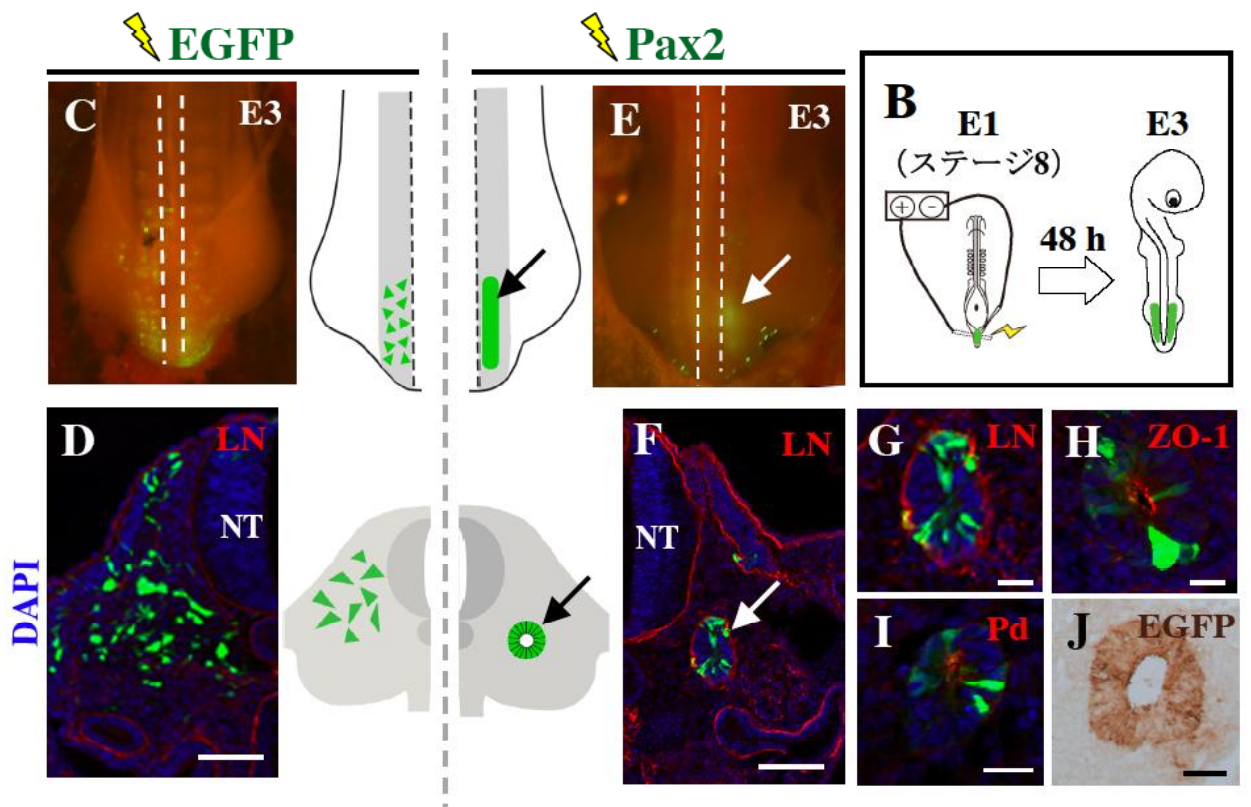 EGFP
Pax2
C
E3
E
E3
B
E1
(ステージ8)
E3
+ −
48 h
D
LN
NT
DAPI
F
LN
NT
G
LN
H
ZO-1
I
Pd
J
EGFP